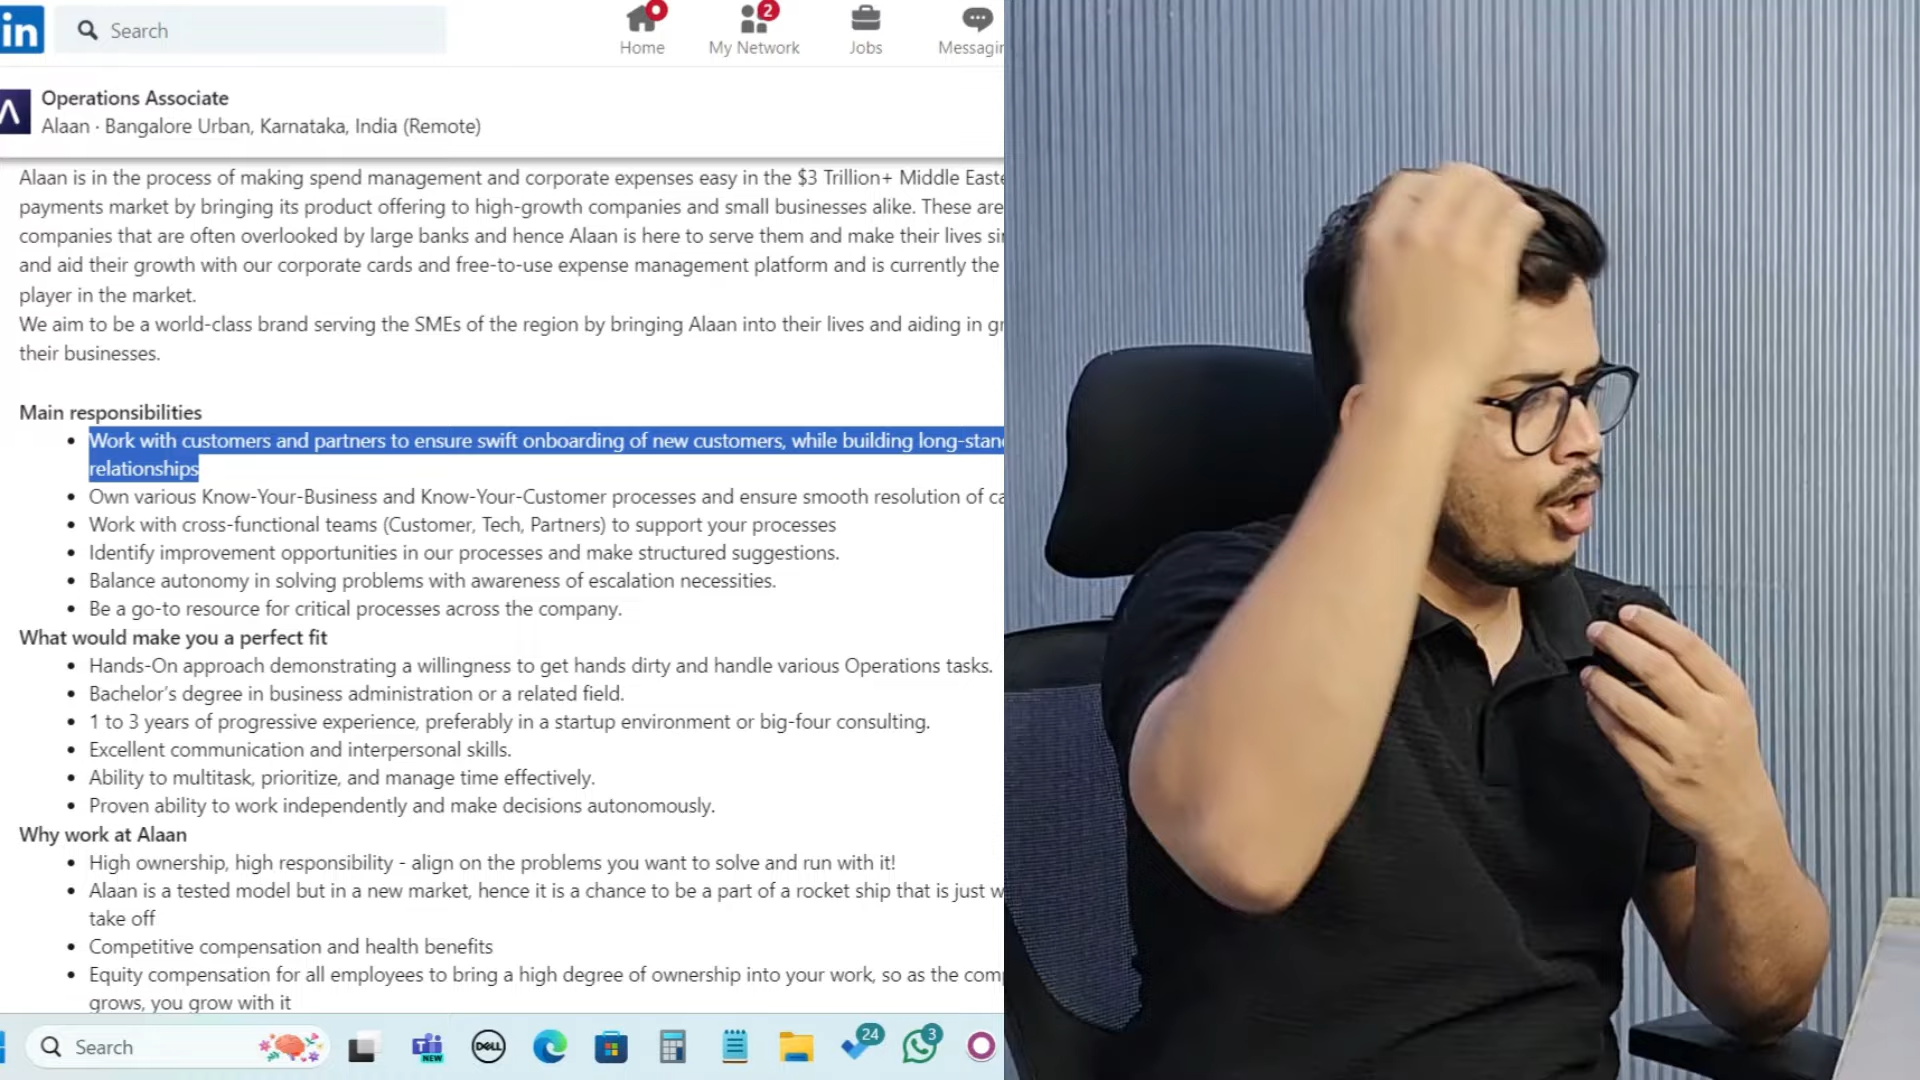 in
Search
2
Home
My Network
Jobs
Operations Associate
Alaan · Bangalore Urban, Karnataka, India (Remote)
Alaan is in the process of making spend management and corporate expenses easy in the $3 Trillion+ Middle
payments market by bringing its product offering to high-growth companies and small businesses alike. These are
companies that are often overlooked by large banks and hence Alaan is here to serve them and make their lives
and aid their growth with our corporate cards and free-to-use expense management platform and is currently the
player in the market.
We aim to be a world-class brand serving the SMEs of the region by bringing Alaan into their lives and aiding in
their businesses.
Main responsibilities
• Work with customers and partners to ensure swift onboarding of new customers, while building
relationships
• Own various Know-Your-Business and Know-Your-Customer processes and ensure smooth resolution of
• Work with cross-functional teams (Customer, Tech, Partners) to support your processes
• Identify improvement opportunities in our processes and make structured suggestions.
• Balance autonomy in solving problems with awareness of escalation necessities.
• Be a go-to resource for critical processes across the company.
What would make you a perfect fit
• Hands-On approach demonstrating a willingness to get hands dirty and handle various Operations tasks.
• Bachelor's degree in business administration or a related field.
• 1 to 3 years of progressive experience, preferably in a startup environment or big-four consulting.
• Excellent communication and interpersonal skills.
• Ability to multitask, prioritize, and manage time effectively.
• Proven ability to work independently and make decisions autonomously.
Why work at Alaan
• High ownership, high responsibility - align on the problems you want to solve and run with it!
• Alaan is a tested model but in a new market, hence it is a chance to be a part of a rocket ship that is just
take off
• Competitive compensation and health benefits
• Equity compensation for all employees to bring a high degree of ownership into your work, so as the
grows, you grow with it
Search
NEW
DELL
24
3